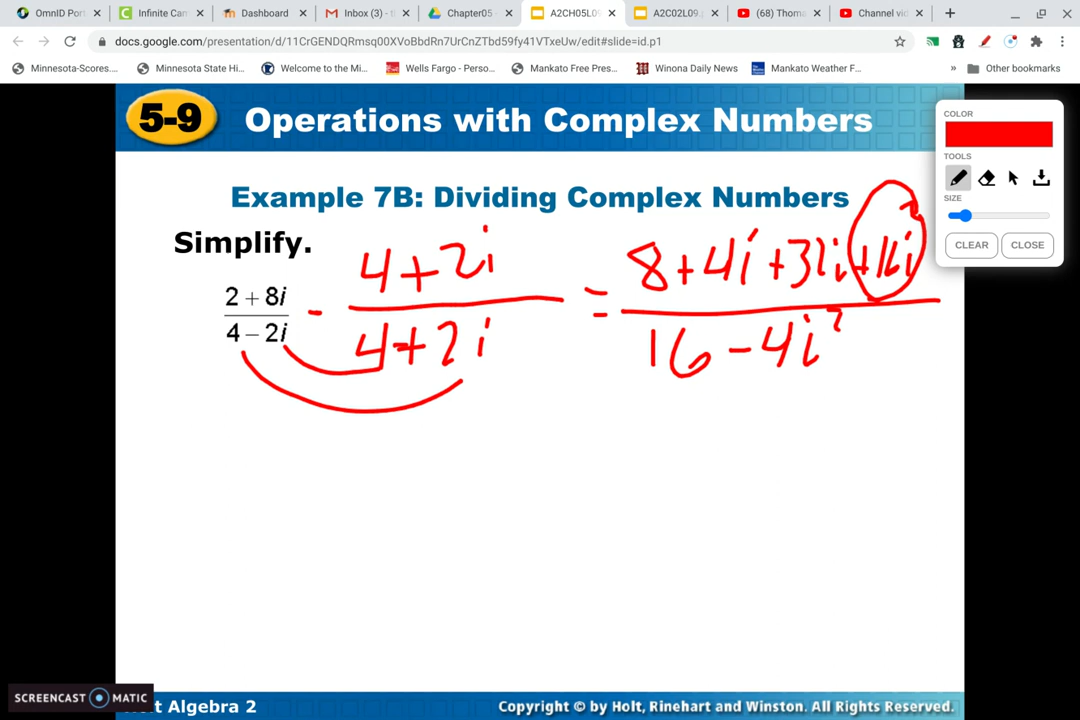 OmniID Port
Infinite Cam
Dashboard
Inbox (3) - t
Chapter05 -
A2CH05L09
A2C02L09.p
(68) Thoma
Channel vid
docs.google.com/presentation/d/11CrGENDQRmsq00XVoBbdRn7UrCnZTbd59fy41VTxeUw/edit#slide=id.p1
Minnesota-Scores....
Minnesota State Hi...
Welcome to the Mi...
Wells Fargo – Perso...
Mankato Free Pres...
Winona Daily News
Mankato Weather F...
» Other bookmarks
5-9 Operations with Complex Numbers
COLOR
TOOLS
SIZE
CLEAR CLOSE
Example 7B: Dividing Complex Numbers
Simplify.
2 + 8i
4 – 2i
4+2i
4+2i
=
8+4i+32i+16i²
16-4i²
SCREENCAST MATIC
Algebra 2
Copyright © by Holt, Rinehart and Winston. All Rights Reserved.